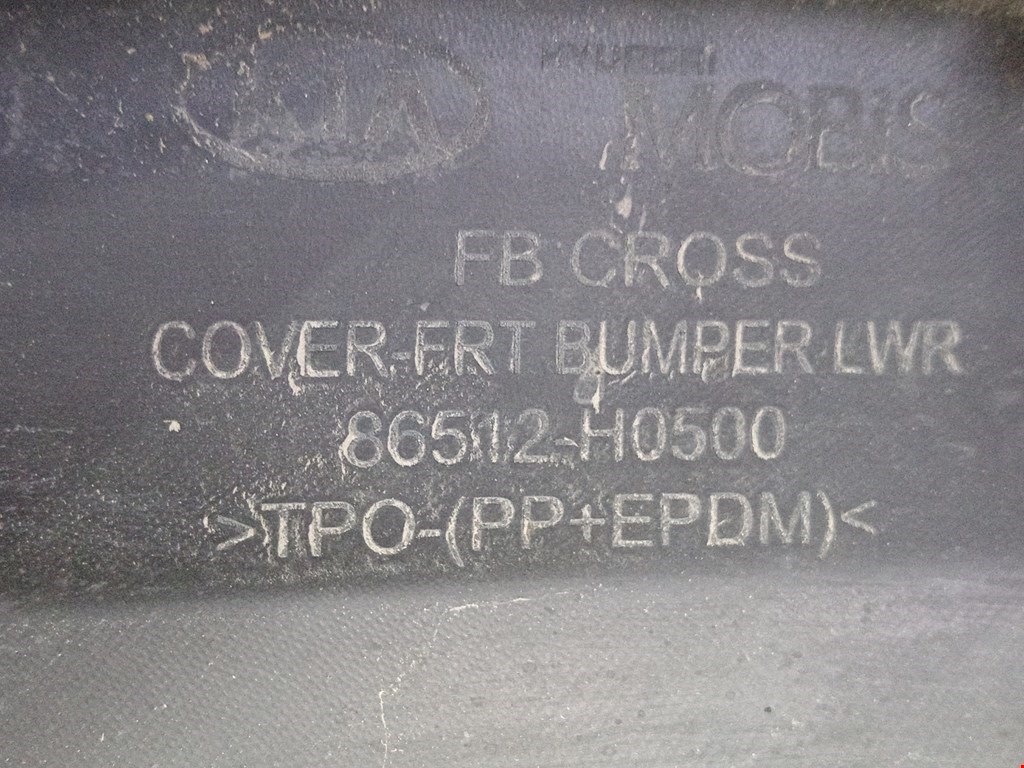 KIA HYUNDAI
MOBIS
FB CROSS
COVER-FRT BUMPER LWR
86512-H0500
>TPO-(PP+EPDM)<